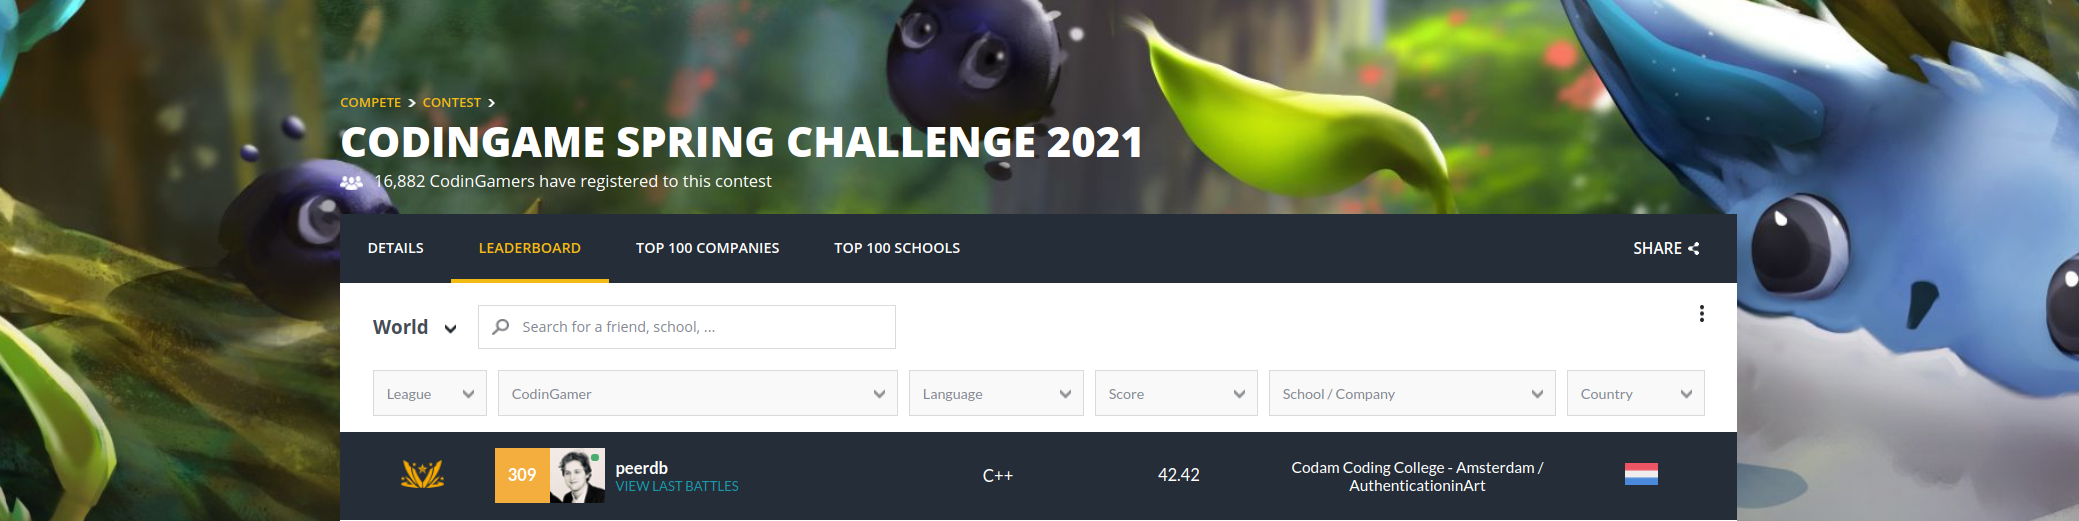 COMPETE > CONTEST >
CODINGAME SPRING CHALLENGE 2021
16,882 CodinGamers have registered to this contest
DETAILS LEADERBOARD TOP 100 COMPANIES TOP 100 SCHOOLS SHARE
World Search for a friend, school, ...
League CodinGamer Language Score School / Company Country
309 peerdb C++ 42.42 Codam Coding College - Amsterdam /
VIEW LAST BATTLES AuthenticationinArt